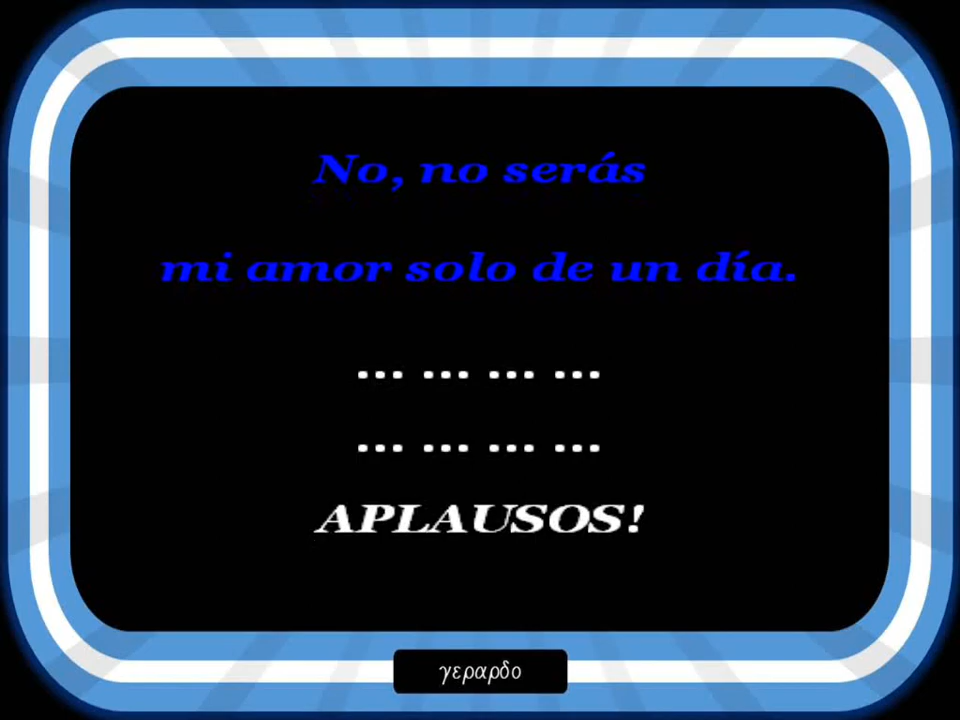 No, no serás
mi amor solo de un día.
... ... ... ...
... ... ... ...
APLAUSOS!
γεραρδο